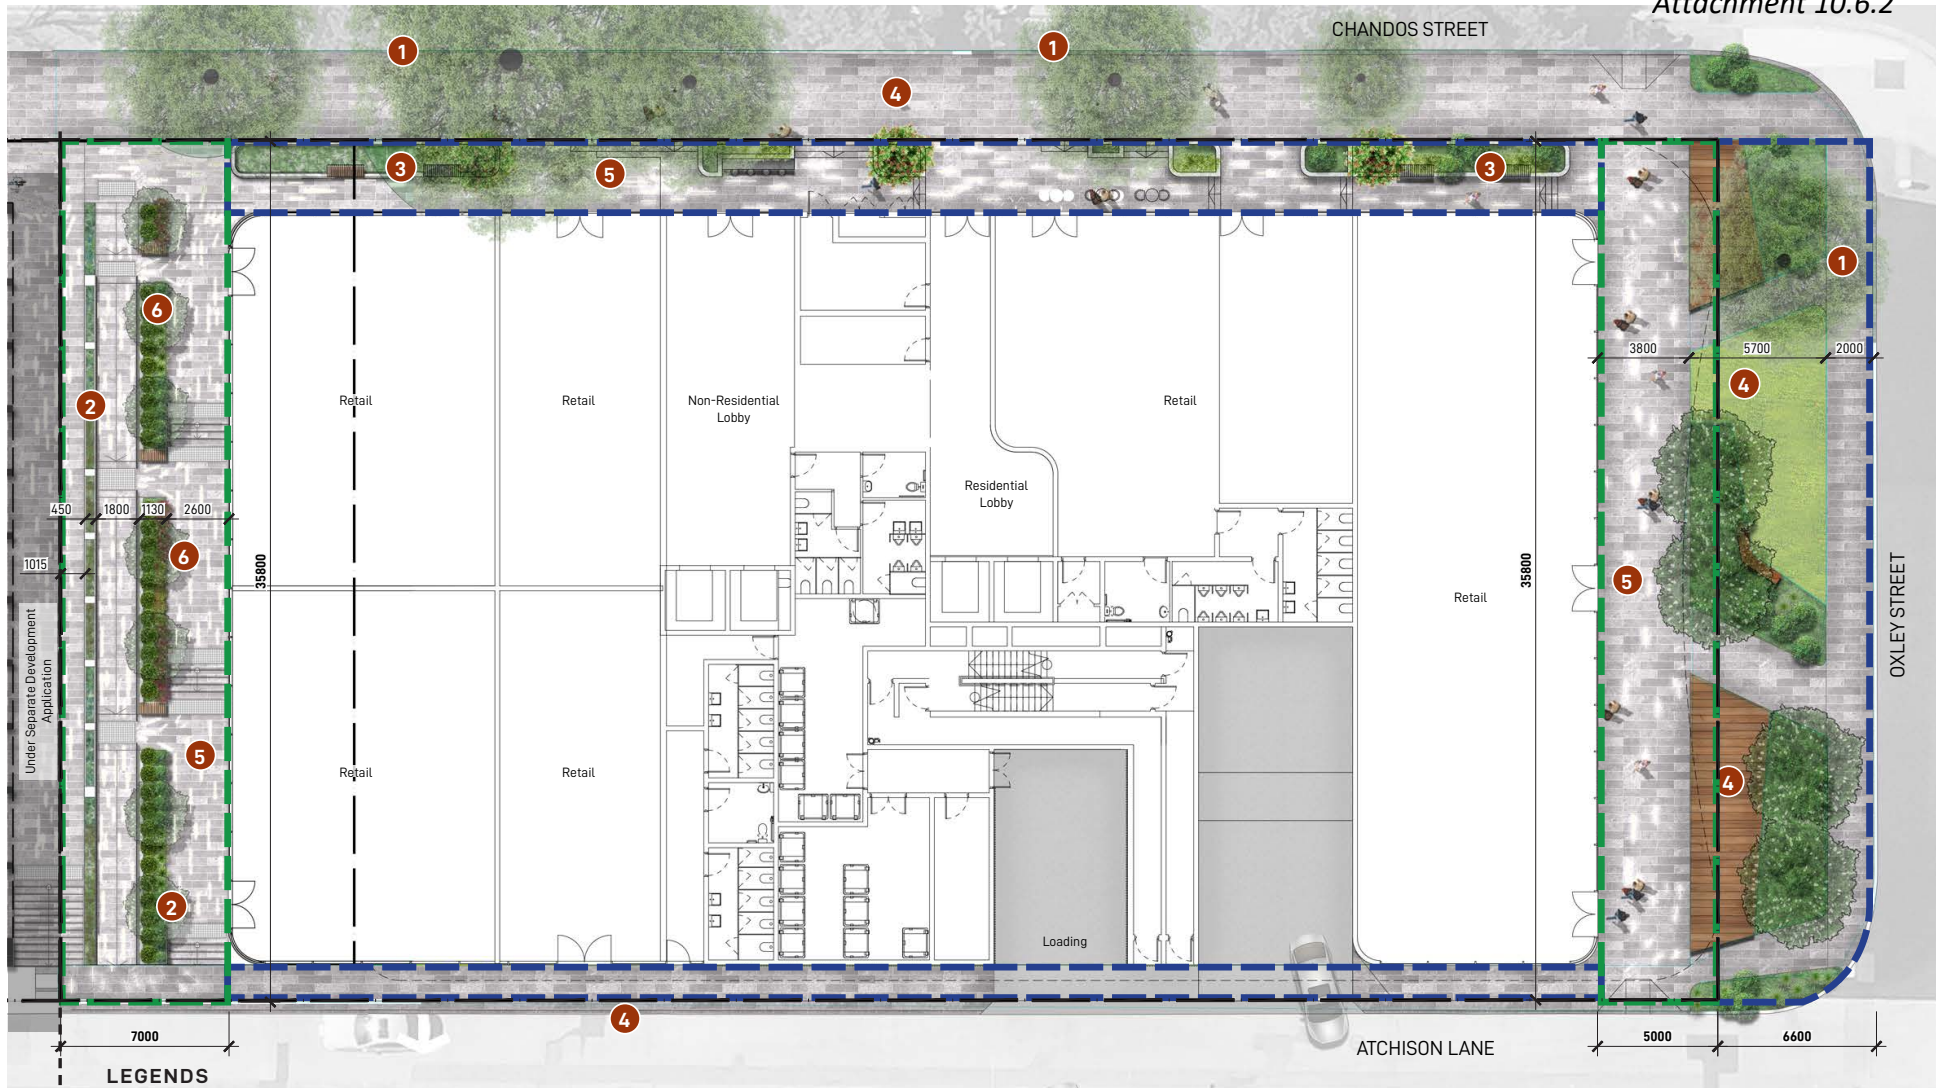 Attachment 10.6.2
CHANDOS STREET
1
1
4
3
5
3
1
6
3800
5700
2000
4
2
Retail
Retail
Non-Residential
Lobby
Retail
Residential
Lobby
450
1800
1130
2600
6
1015
35800
35800
5
Retail
OXLEY STREET
Under Separate Development
Application
5
Retail
Retail
4
2
Loading
4
7000
ATCHISON LANE
5000
6600
LEGENDS